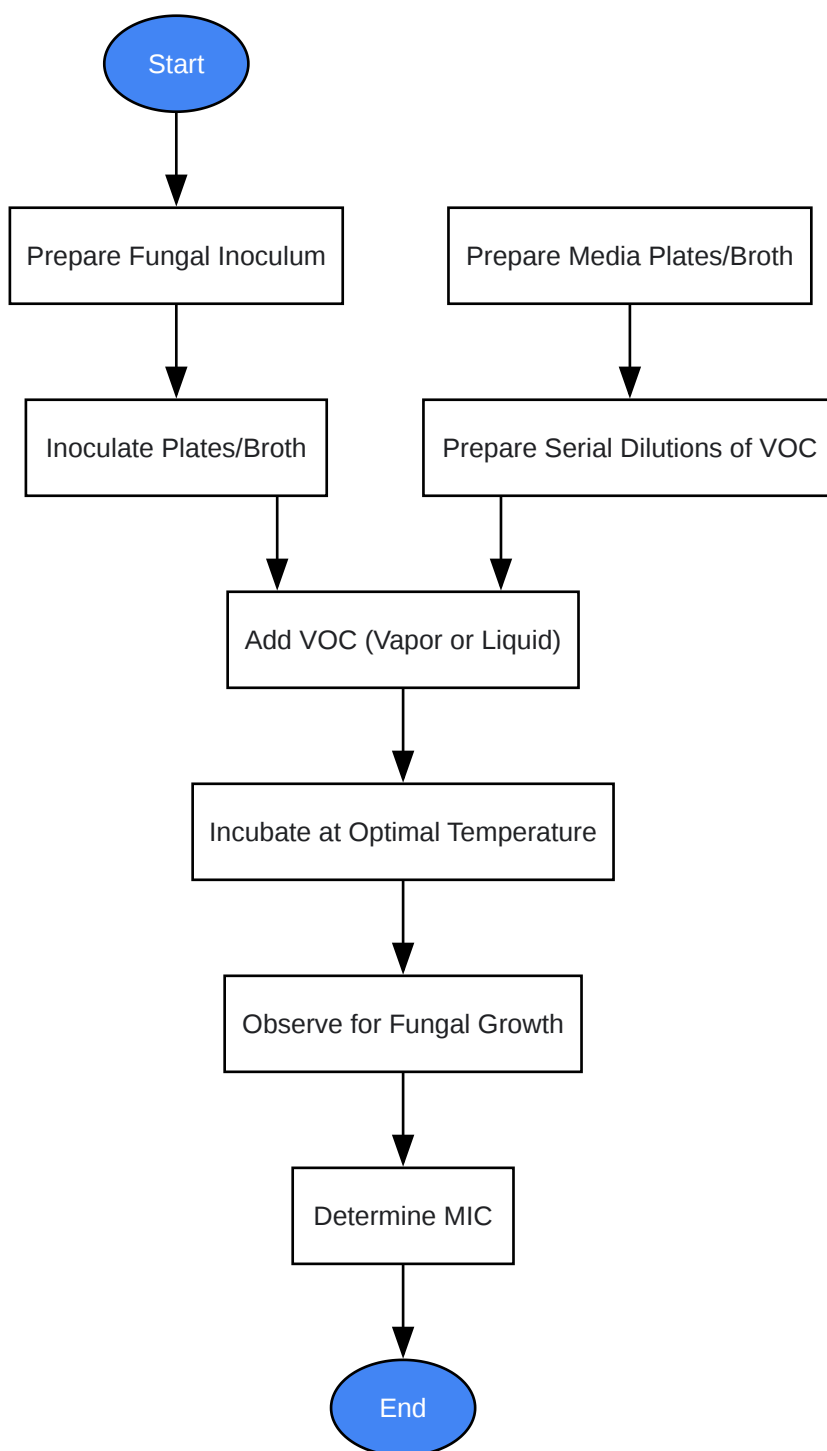 Start
Prepare Fungal Inoculum
Prepare Media Plates/Broth
Inoculate Plates/Broth
Prepare Serial Dilutions of VOC
Add VOC (Vapor or Liquid)
Incubate at Optimal Temperature
Observe for Fungal Growth
Determine MIC
End